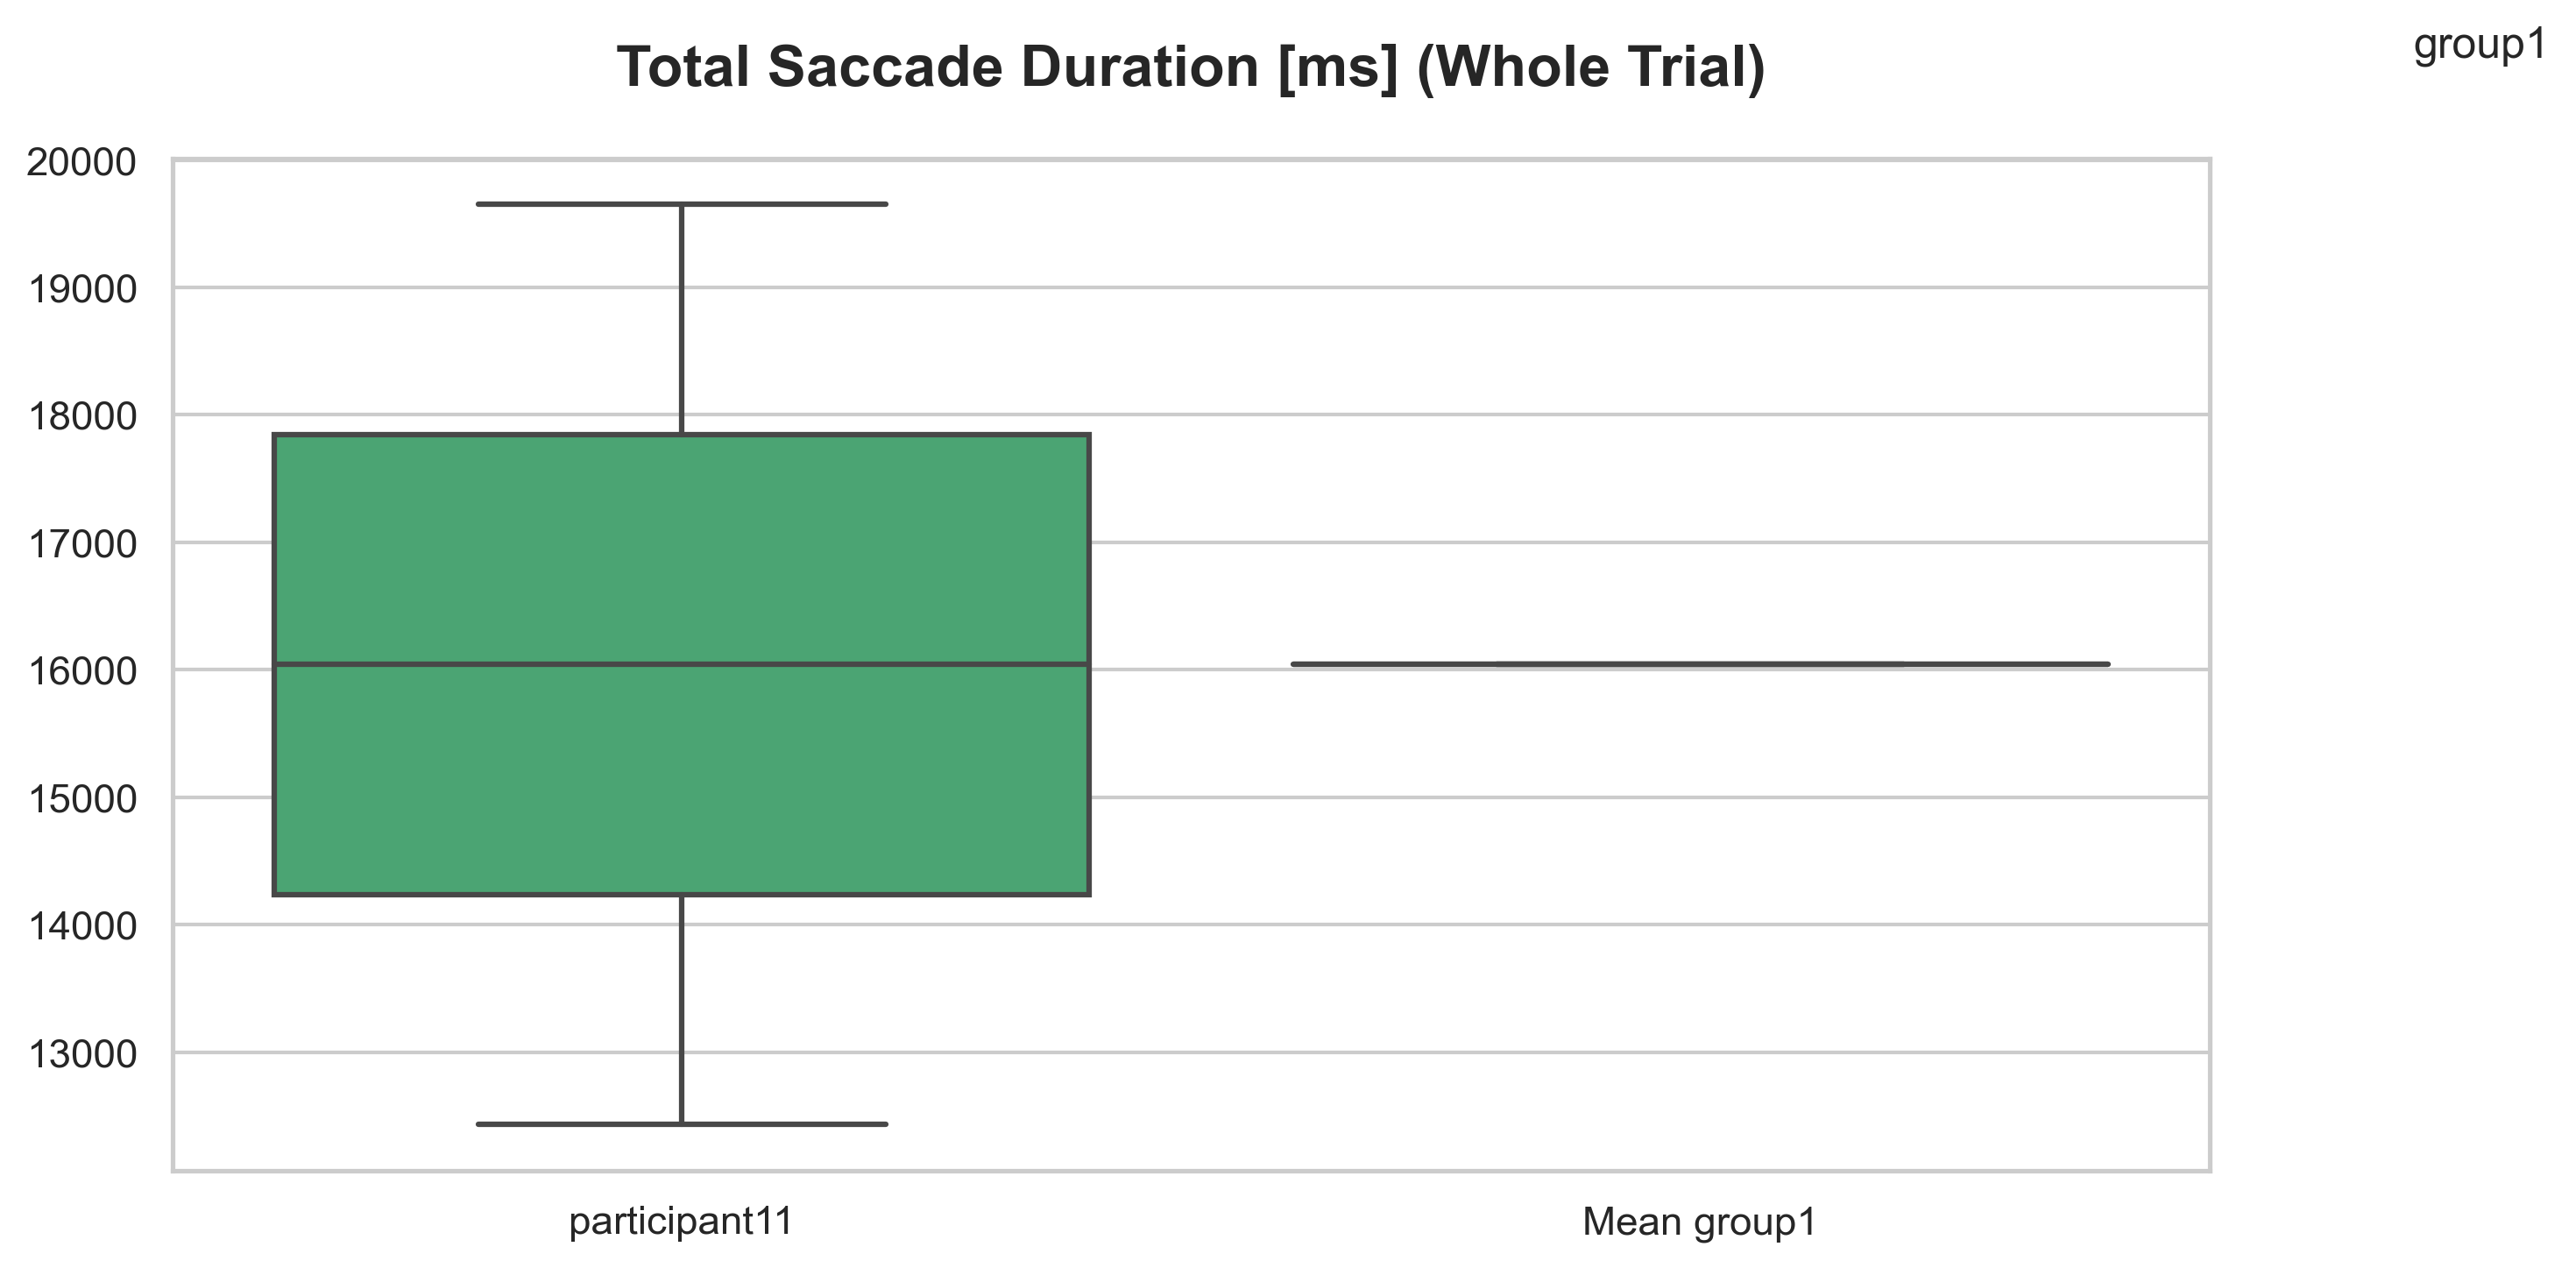 group1
Total Saccade Duration [ms] (Whole Trial)
20000
19000
18000
17000
16000
15000
14000
13000
participant11
Mean group1